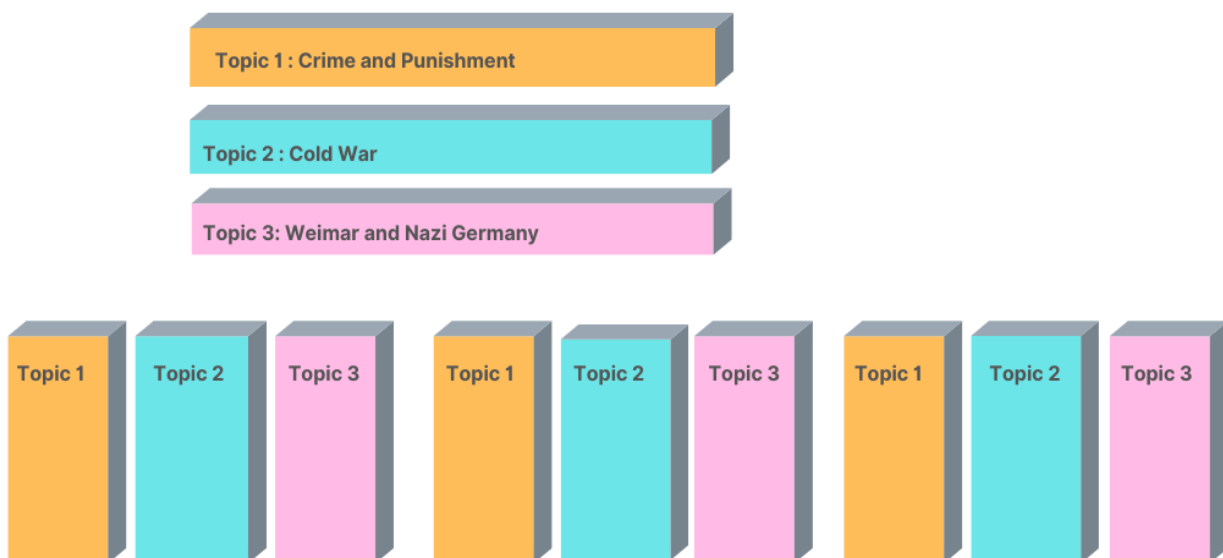 Topic 1 : Crime and Punishment
Topic 2 : Cold War
Topic 3: Weimar and Nazi Germany
Topic 1
Topic 2
Topic 3
Topic 1
Topic 2
Topic 3
Topic 1
Topic 2
Topic 3